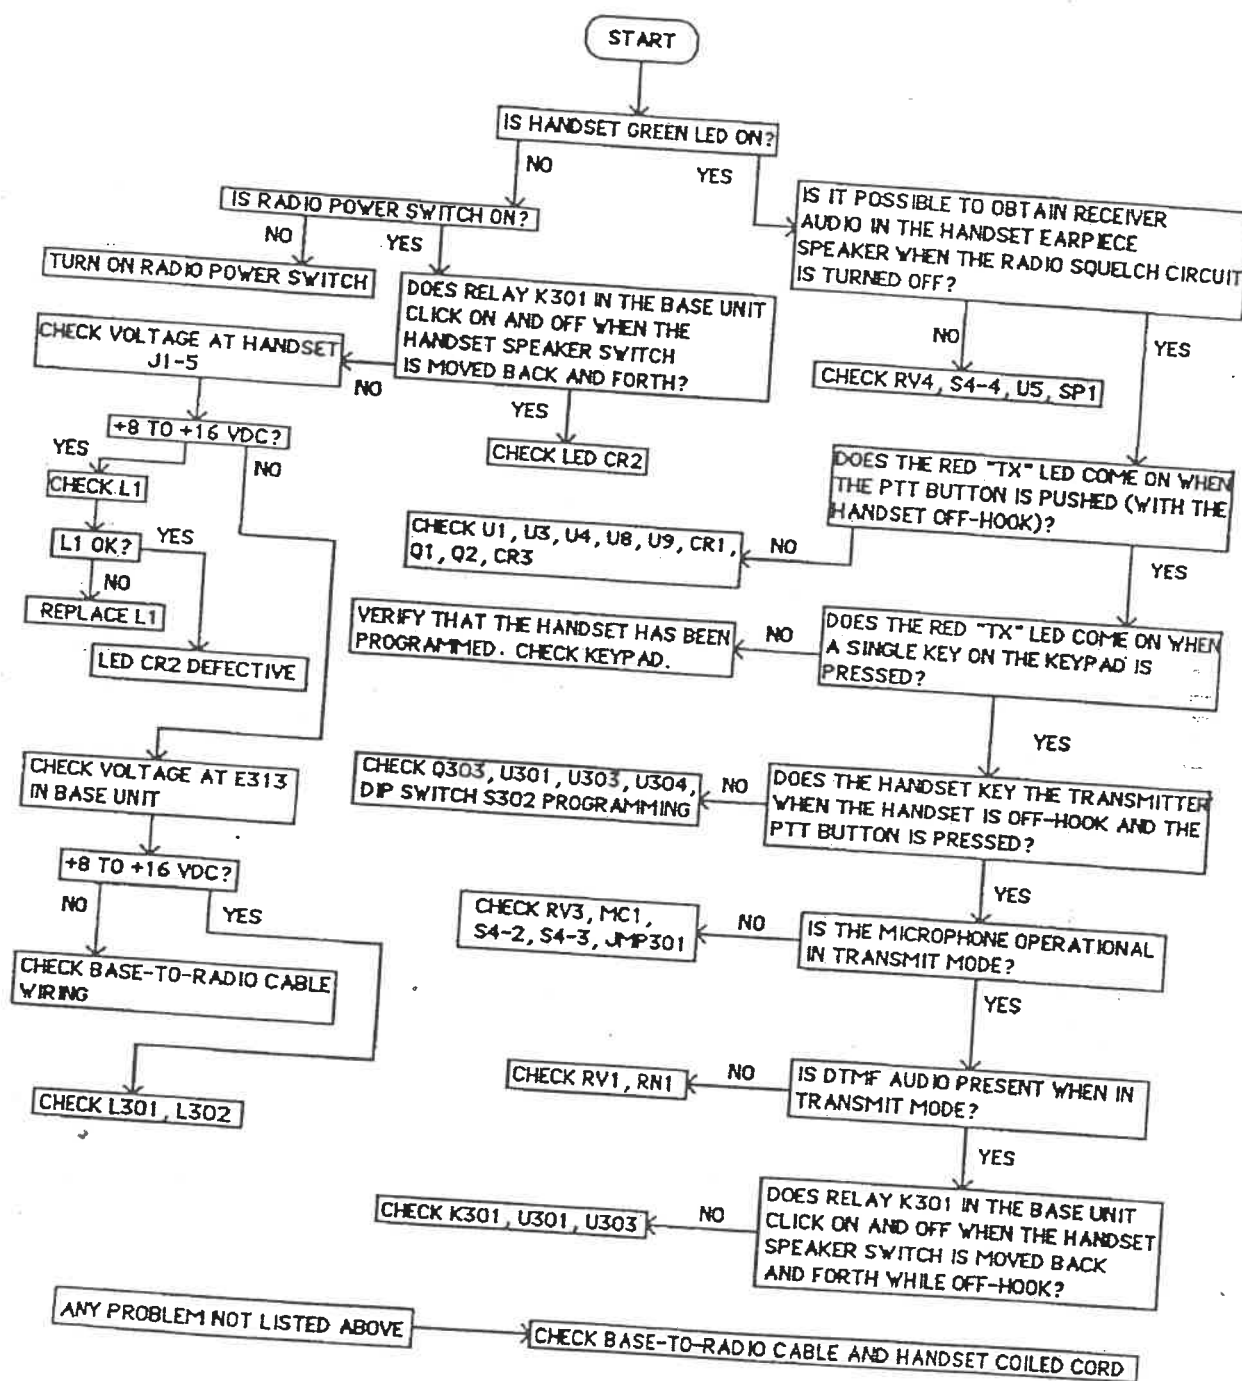 START
IS HANDSET GREEN LED ON?
NO
YES
IS RADIO POWER SWITCH ON?
NO
YES
TURN ON RADIO POWER SWITCH
IS IT POSSIBLE TO OBTAIN RECEIVER
AUDIO IN THE HANDSET EARPIECE
SPEAKER WHEN THE RADIO SQUELCH CIRCUIT
IS TURNED OFF?
DOES RELAY K301 IN THE BASE UNIT
CLICK ON AND OFF WHEN THE
HANDSET SPEAKER SWITCH
IS MOVED BACK AND FORTH?
NO
YES
CHECK VOLTAGE AT HANDSET
J1-5
NO
YES
CHECK RV4, S4-4, U5, SP1
+8 TO +16 VDC?
YES
NO
CHECK LED CR2
CHECK L1
L1 OK?
YES
NO
REPLACE L1
LED CR2 DEFECTIVE
DOES THE RED "TX" LED COME ON WHEN
THE PTT BUTTON IS PUSHED (WITH THE
HANDSET OFF-HOOK)?
NO
YES
CHECK U1, U3, U4, U8, U9, CR1,
Q1, Q2, CR3
DOES THE RED "TX" LED COME ON WHEN
A SINGLE KEY ON THE KEYPAD IS
PRESSED?
NO
YES
VERIFY THAT THE HANDSET HAS BEEN
PROGRAMMED. CHECK KEYPAD.
CHECK VOLTAGE AT E313
IN BASE UNIT
+8 TO +16 VDC?
NO
YES
CHECK BASE-TO-RADIO CABLE
WIRING
CHECK L301, L302
DOES THE HANDSET KEY THE TRANSMITTER
WHEN THE HANDSET IS OFF-HOOK AND THE
PTT BUTTON IS PRESSED?
NO
YES
CHECK Q303, U301, U303, U304,
DIP SWITCH S302 PROGRAMMING
IS THE MICROPHONE OPERATIONAL
IN TRANSMIT MODE?
NO
YES
CHECK RV3, MC1,
S4-2, S4-3, JMP301
IS DTMF AUDIO PRESENT WHEN IN
TRANSMIT MODE?
NO
YES
CHECK RV1, RN1
DOES RELAY K301 IN THE BASE UNIT
CLICK ON AND OFF WHEN THE HANDSET
SPEAKER SWITCH IS MOVED BACK
AND FORTH WHILE OFF-HOOK?
NO
CHECK K301, U301, U303
ANY PROBLEM NOT LISTED ABOVE
CHECK BASE-TO-RADIO CABLE AND HANDSET COILED CORD